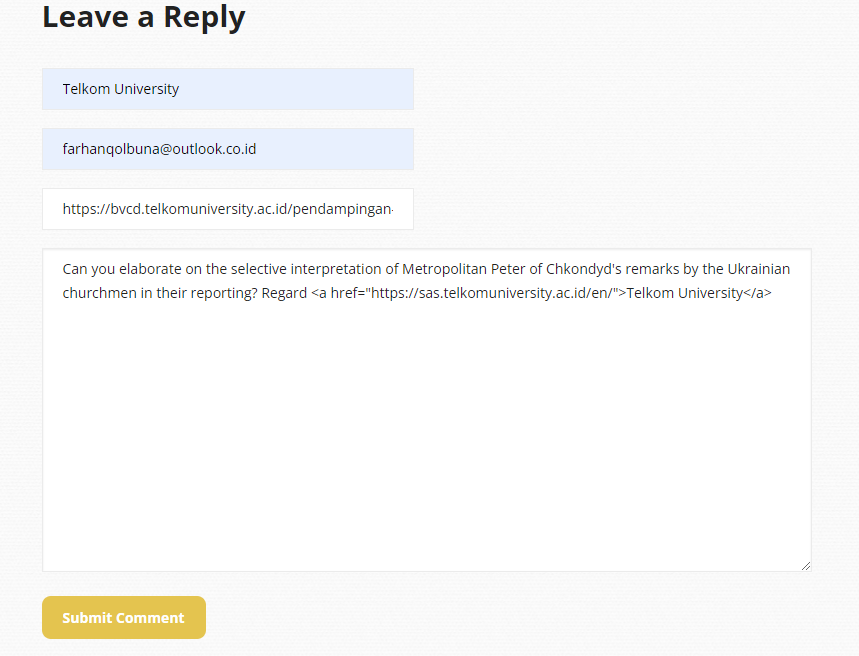 Leave a Reply
Telkom University
farhanqolbuna@outlook.co.id
https://bvcd.telkomuniversity.ac.id/pendampingan-
Can you elaborate on the selective interpretation of Metropolitan Peter of Chkondyd's remarks by the Ukrainian
churchmen in their reporting? Regard <a href="https://sas.telkomuniversity.ac.id/en/">Telkom University</a>
Submit Comment